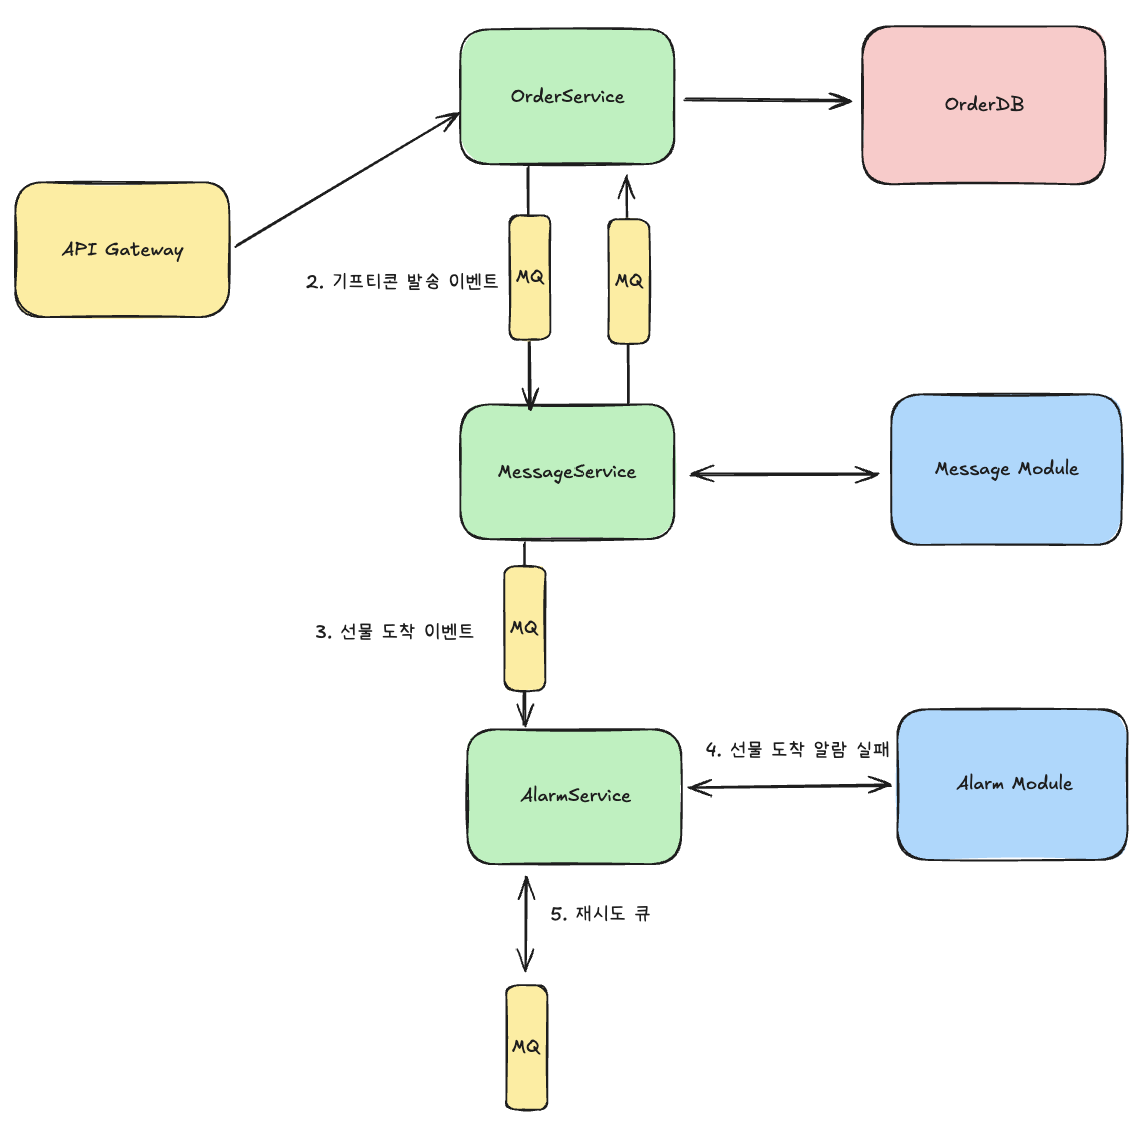 OrderService
OrderDB
API Gateway
2. 기프티콘 발송 이벤트
MQ
MQ
MessageService
Message Module
3. 선물 도착 이벤트
MQ
4. 선물 도착 알람 실패
AlarmService
Alarm Module
5. 재시도 큐
MQ